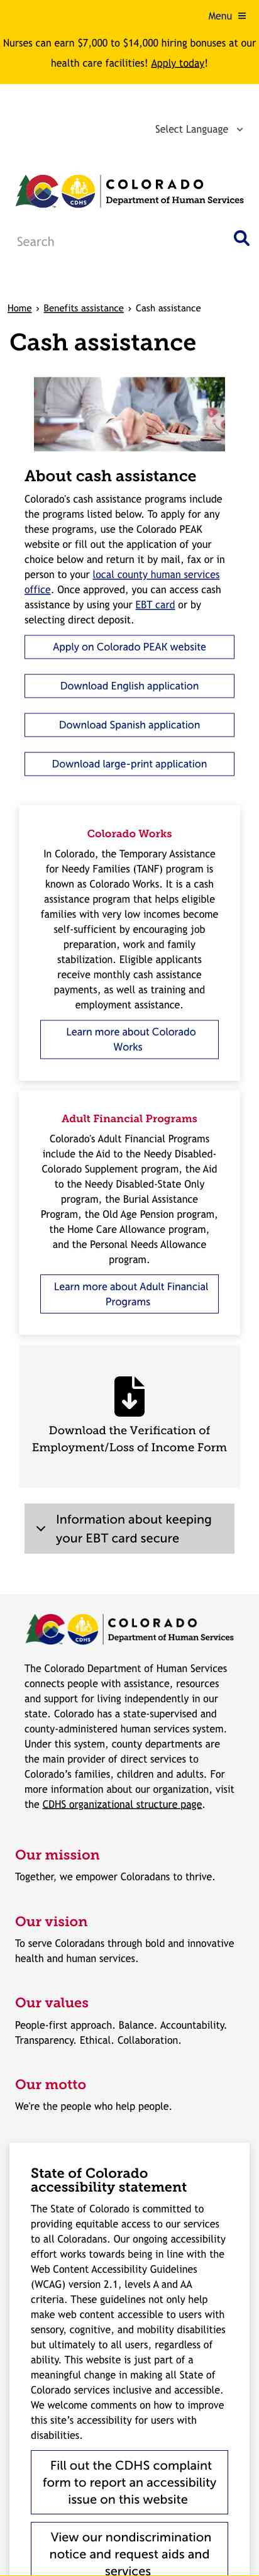 Menu
Nurses can earn $7,000 to $14,000 hiring bonuses at our
health care facilities! Apply today!
Select Language
COLORADO
Department of Human Services
CDHS
Search
Home › Benefits assistance › Cash assistance
Cash assistance
About cash assistance
Colorado's cash assistance programs include
the programs listed below. To apply for any
these programs, use the Colorado PEAK
website or fill out the application of your
choice below and return it by mail, fax or in
person to your local county human services
office. Once approved, you can access cash
assistance by using your EBT card or by
selecting direct deposit.
Apply on Colorado PEAK website
Download English application
Download Spanish application
Download large-print application
Colorado Works
In Colorado, the Temporary Assistance
for Needy Families (TANF) program is
known as Colorado Works. It is a cash
assistance program that helps eligible
families with very low incomes become
self-sufficient by encouraging job
preparation, work and family
stabilization. Eligible applicants
receive monthly cash assistance
payments, as well as training and
employment assistance.
Learn more about Colorado
Works
Adult Financial Programs
Colorado's Adult Financial Programs
include the Aid to the Needy Disabled-
Colorado Supplement program, the Aid
to the Needy Disabled-State Only
program, the Burial Assistance
Program, the Old Age Pension program,
the Home Care Allowance program,
and the Personal Needs Allowance
program.
Learn more about Adult Financial
Programs
Download the Verification of
Employment/Loss of Income Form
Information about keeping
your EBT card secure
COLORADO
Department of Human Services
CDHS
The Colorado Department of Human Services
connects people with assistance, resources
and support for living independently in our
state. Colorado has a state-supervised and
county-administered human services system.
Under this system, county departments are
the main provider of direct services to
Colorado's families, children and adults. For
more information about our organization, visit
the CDHS organizational structure page.
Our mission
Together, we empower Coloradans to thrive.
Our vision
To serve Coloradans through bold and innovative
health and human services.
Our values
People-first approach. Balance. Accountability.
Transparency. Ethical. Collaboration.
Our motto
We're the people who help people.
State of Colorado
accessibility statement
The State of Colorado is committed to
providing equitable access to our services
to all Coloradans. Our ongoing accessibility
effort works towards being in line with the
Web Content Accessibility Guidelines
(WCAG) version 2.1, levels A and AA
criteria. These guidelines not only help
make web content accessible to users with
sensory, cognitive, and mobility disabilities
but ultimately to all users, regardless of
ability. This website is just part of a
meaningful change in making all State of
Colorado services inclusive and accessible.
We welcome comments on how to improve
this site's accessibility for users with
disabilities.
Fill out the CDHS complaint
form to report an accessibility
issue on this website
View our nondiscrimination
notice and request aids and
services